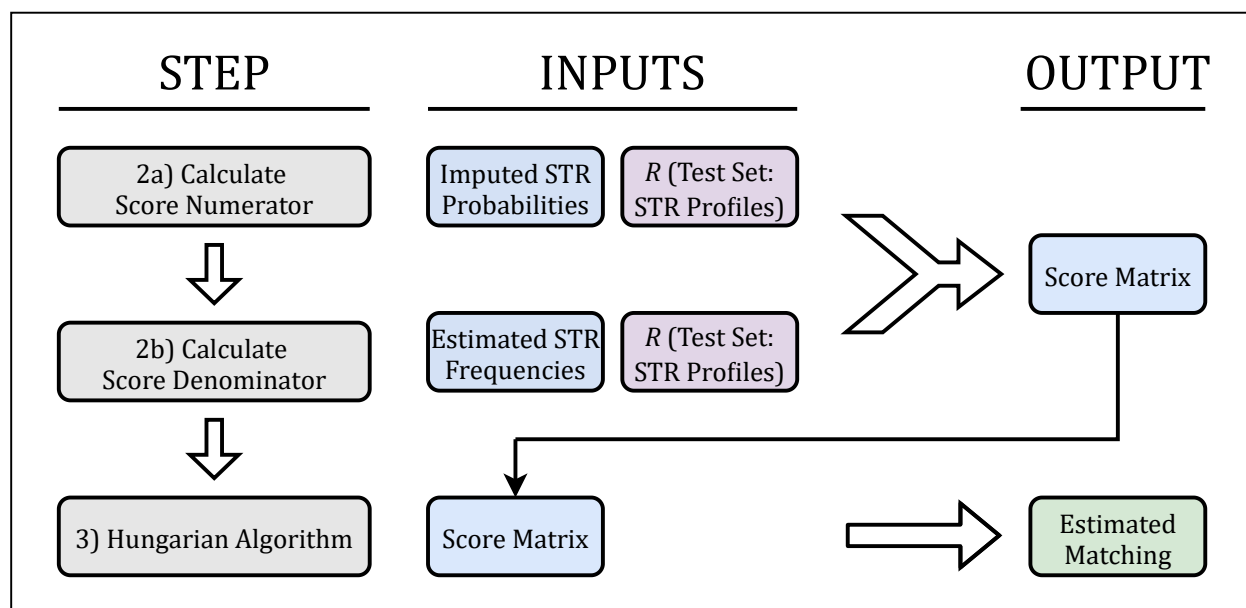 STEP
INPUTS
OUTPUT
2a) Calculate
Score Numerator
Imputed STR
Probabilities
R (Test Set:
STR Profiles)
Score Matrix
2b) Calculate
Score Denominator
Estimated STR
Frequencies
R (Test Set:
STR Profiles)
3) Hungarian Algorithm
Score Matrix
Estimated
Matching